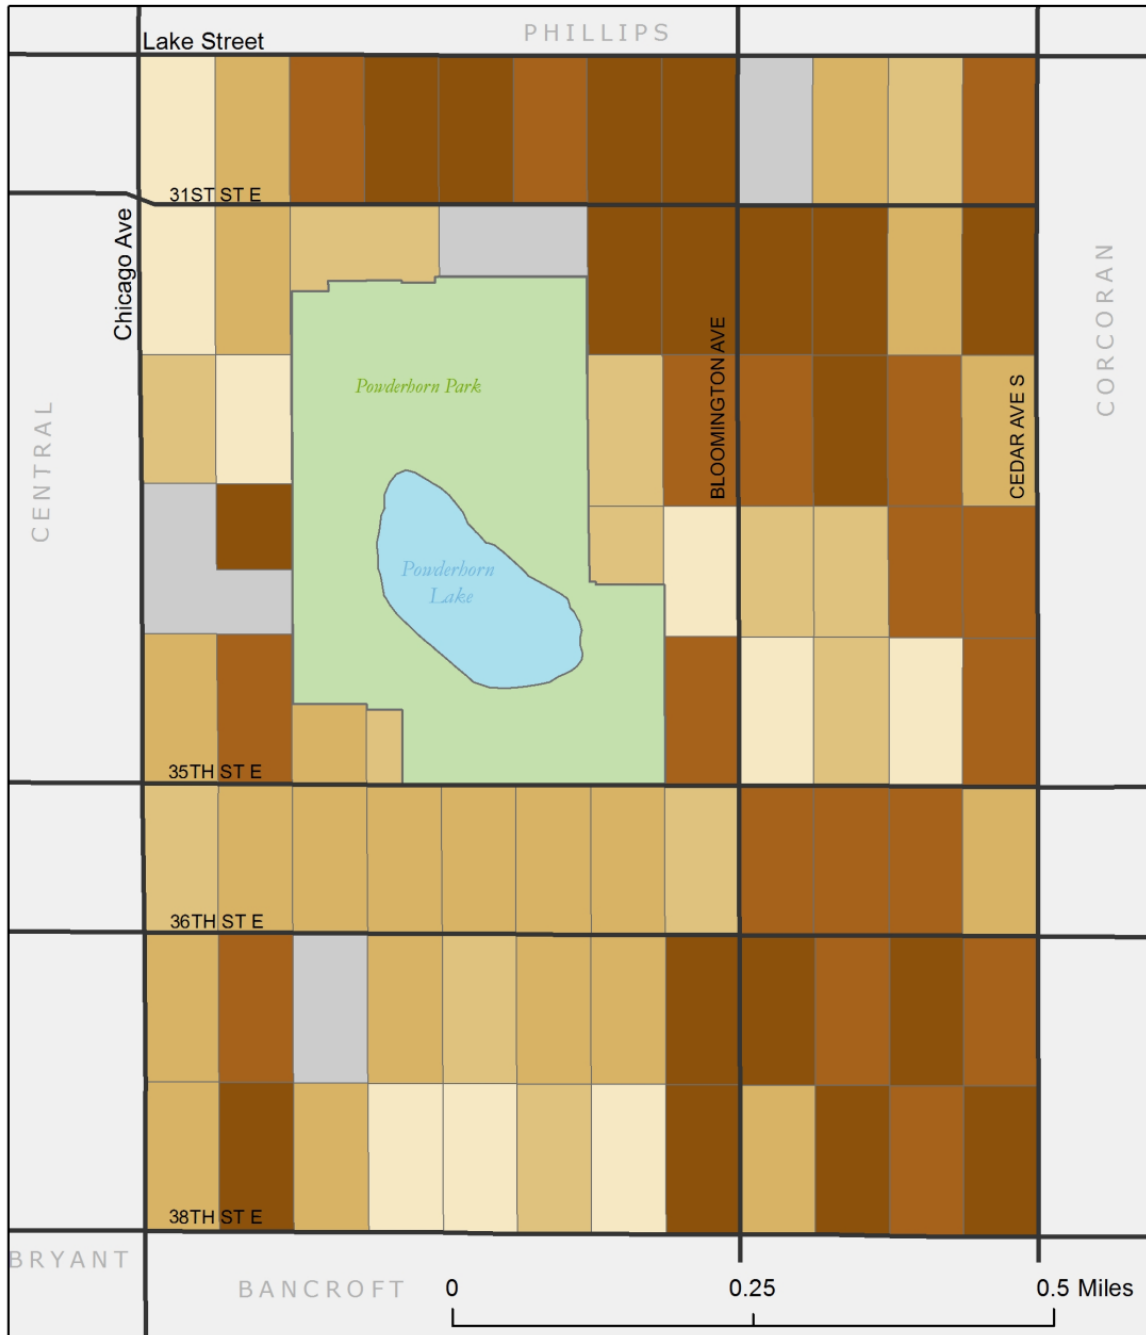 PHILLIPS
Lake Street
31ST ST E
Chicago Ave
CORCORAN
BLOOMINGTON AVE
Powderhorn Park
CEDAR AVE S
CENTRAL
Powderhorn
Lake
35TH ST E
36TH ST E
38TH ST E
BRYANT
BANCROFT
0 0.25 0.5 Miles